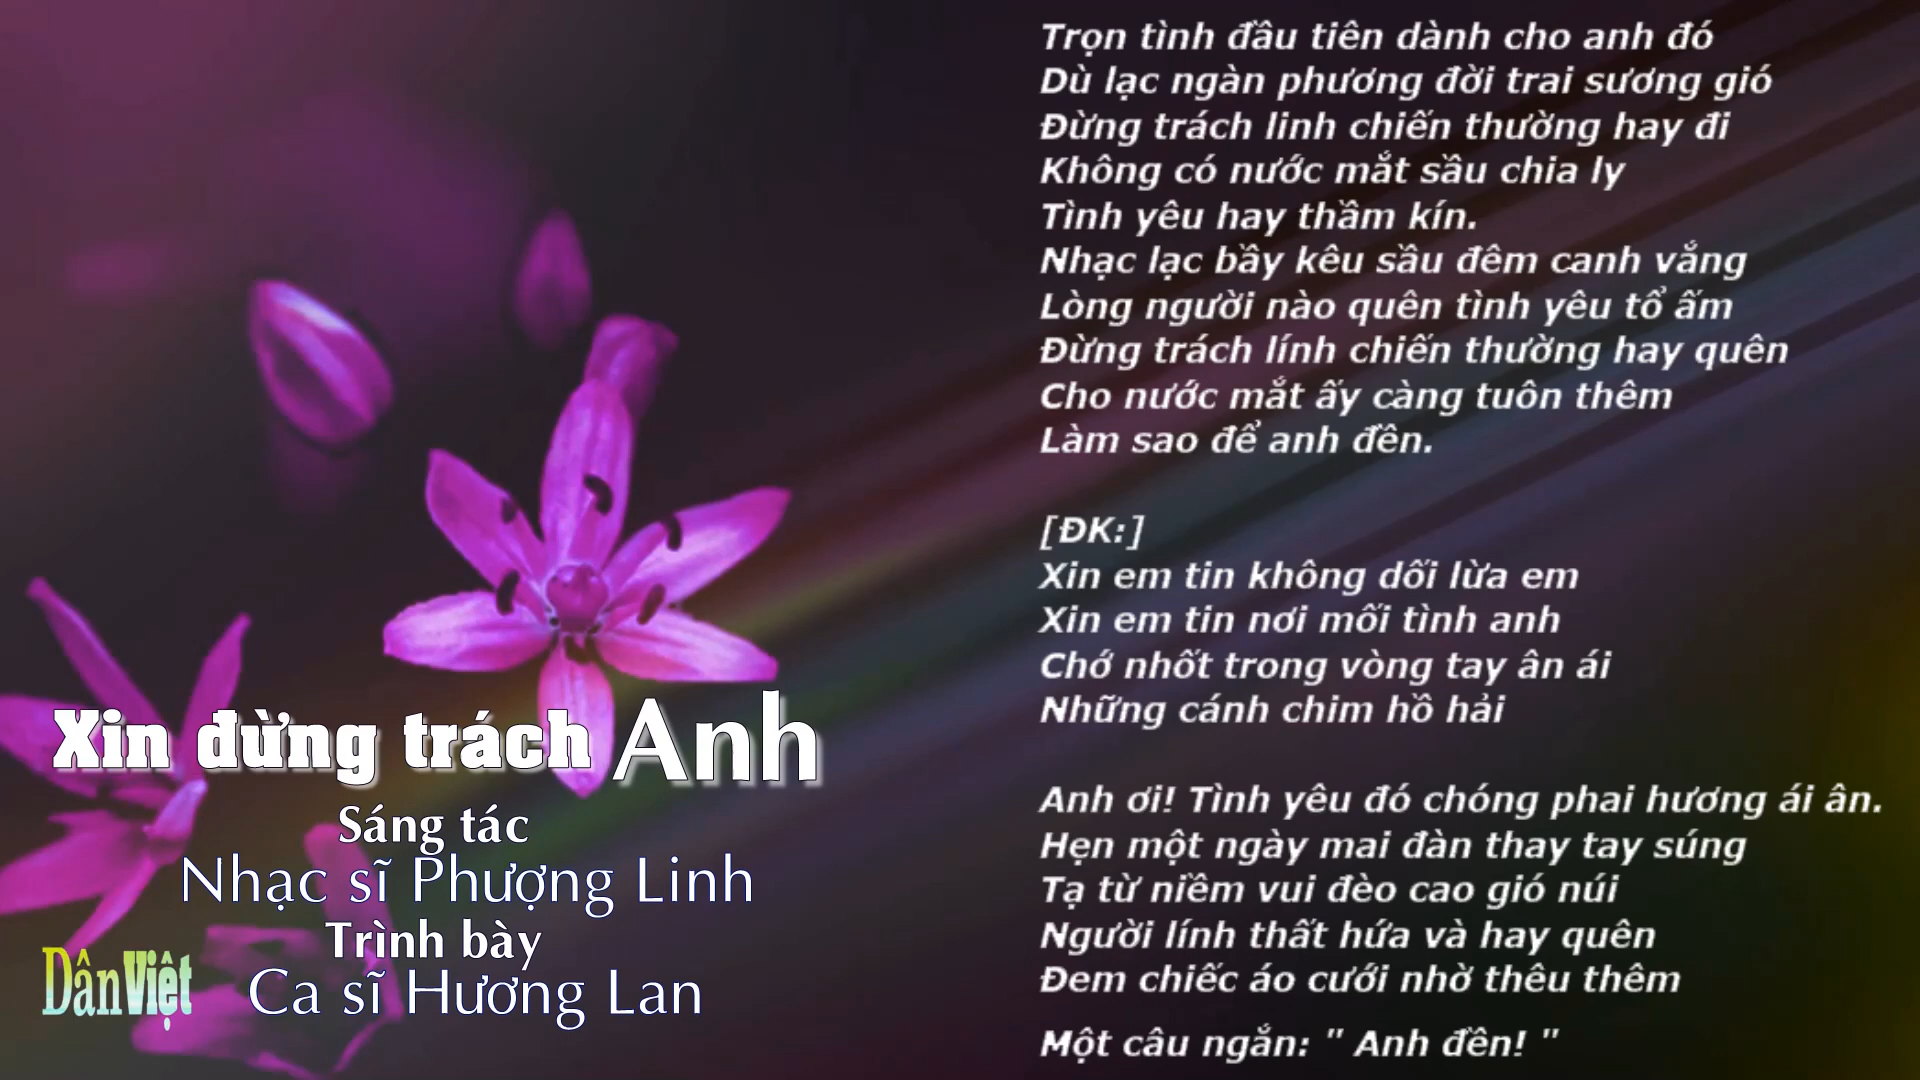 Xin đừng trách Anh
Sáng tác
Nhạc sĩ Phượng Linh
Trình bày
Ca sĩ Hương Lan
DânViệt
Trọn tình đầu tiên dành cho anh đó
Dù lạc ngàn phương đời trai sương gió
Đừng trách linh chiến thường hay đi
Không có nước mắt sầu chia ly
Tình yêu hay thầm kín.
Nhạc lạc bầy kêu sầu đêm canh vắng
Lòng người nào quên tình yêu tổ ấm
Đừng trách lính chiến thường hay quên
Cho nước mắt ấy càng tuôn thêm
Làm sao để anh đền.
[ĐK:]
Xin em tin không dối lừa em
Xin em tin nơi mối tình anh
Chớ nhốt trong vòng tay ân ái
Những cánh chim hồ hải
Anh ơi! Tình yêu đó chóng phai hương ái ân.
Hẹn một ngày mai đàn thay tay súng
Tạ từ niềm vui đèo cao gió núi
Người lính thất hứa và hay quên
Đem chiếc áo cưới nhờ thêu thêm
Một câu ngắn: " Anh đền! "